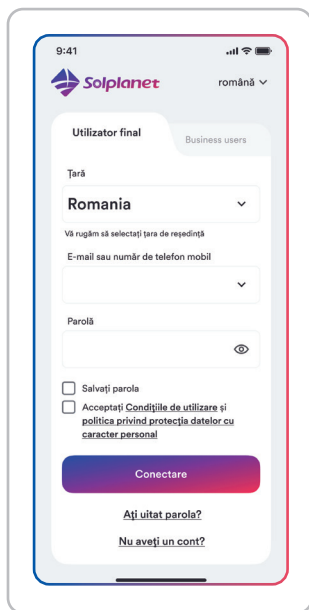 9:41
Solplanet
română
Utilizator final
Business users
Țară
Romania
Vă rugăm să selectați țara de reședință
E-mail sau număr de telefon mobil
Parolă
Salvați parola
Acceptați Condițiile de utilizare și
politica privind protecția datelor cu
caracter personal
Conectare
Ați uitat parola?
Nu aveți un cont?